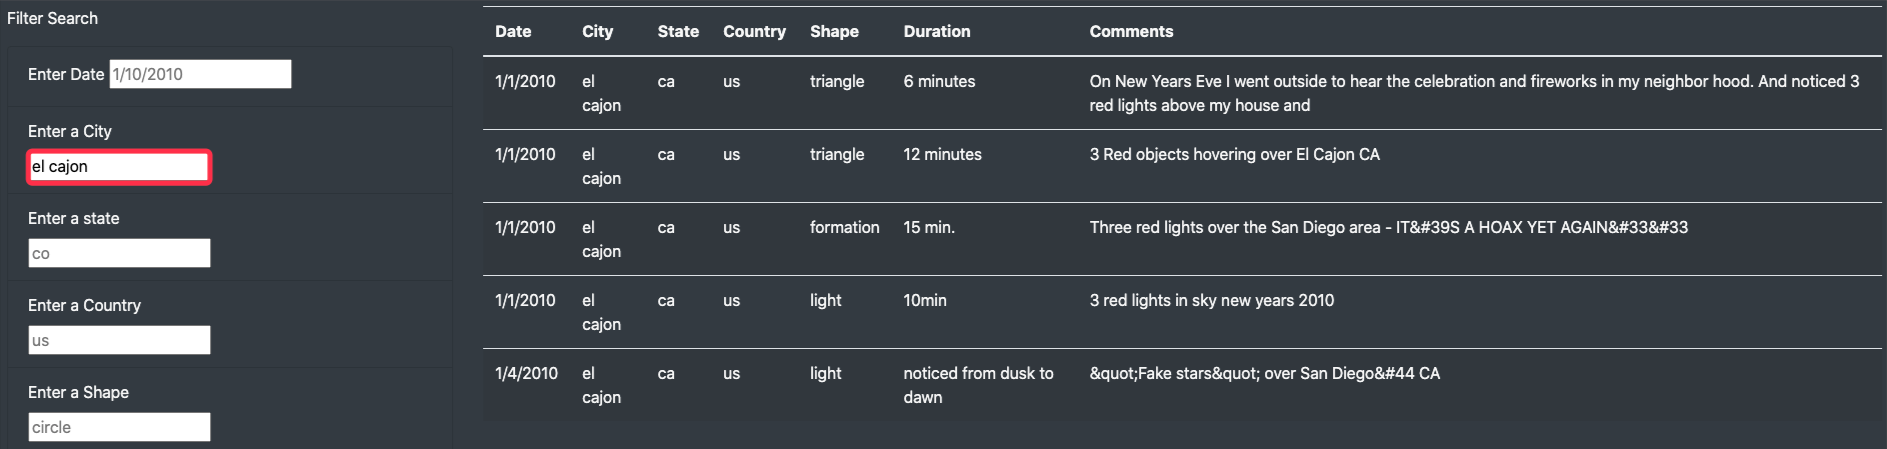 Filter Search
Enter Date 1/10/2010
Enter a City
el cajon
Enter a state
co
Enter a Country
us
Enter a Shape
circle
Date City State Country Shape Duration Comments
1/1/2010 el cajon ca us triangle 6 minutes On New Years Eve I went outside to hear the celebration and fireworks in my neighbor hood. And noticed 3
red lights above my house and
1/1/2010 el cajon ca us triangle 12 minutes 3 Red objects hovering over El Cajon CA
1/1/2010 el cajon ca us formation 15 min. Three red lights over the San Diego area - IT&#39S A HOAX YET AGAIN&#33&#33
1/1/2010 el cajon ca us light 10min 3 red lights in sky new years 2010
1/4/2010 el cajon ca us light noticed from dusk to dawn &quot;Fake stars&quot; over San Diego&#44 CA